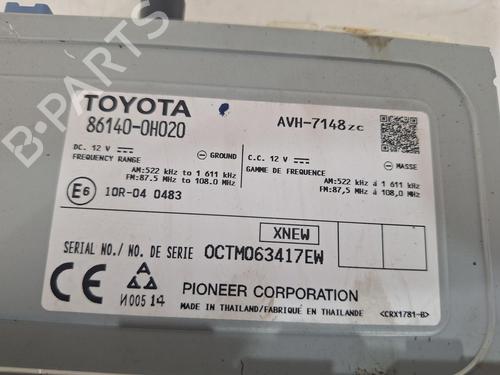 TOYOTA
86140-0H020
AVH-7148zc
DC. 12 V
GROUND
C.C. 12 V
MASSE
FREQUENCY RANGE
GAMME DE FREQUENCE
AM:522 kHz to 1 611 kHz
FM:87.5 MHz to 108.0 MHz
AM:522 kHz á 1 611 kHz
FM:87,5 MHz á 108,0 MHz
E6
10R-04 0483
XNEW
SERIAL NO./ NO. DE SERIE OCTM063417EW
CE
И005 14
PIONEER CORPORATION
MADE IN THAILAND/FABRIQUÉ EN THAILANDE
<CRX1781-B>
B-Parts